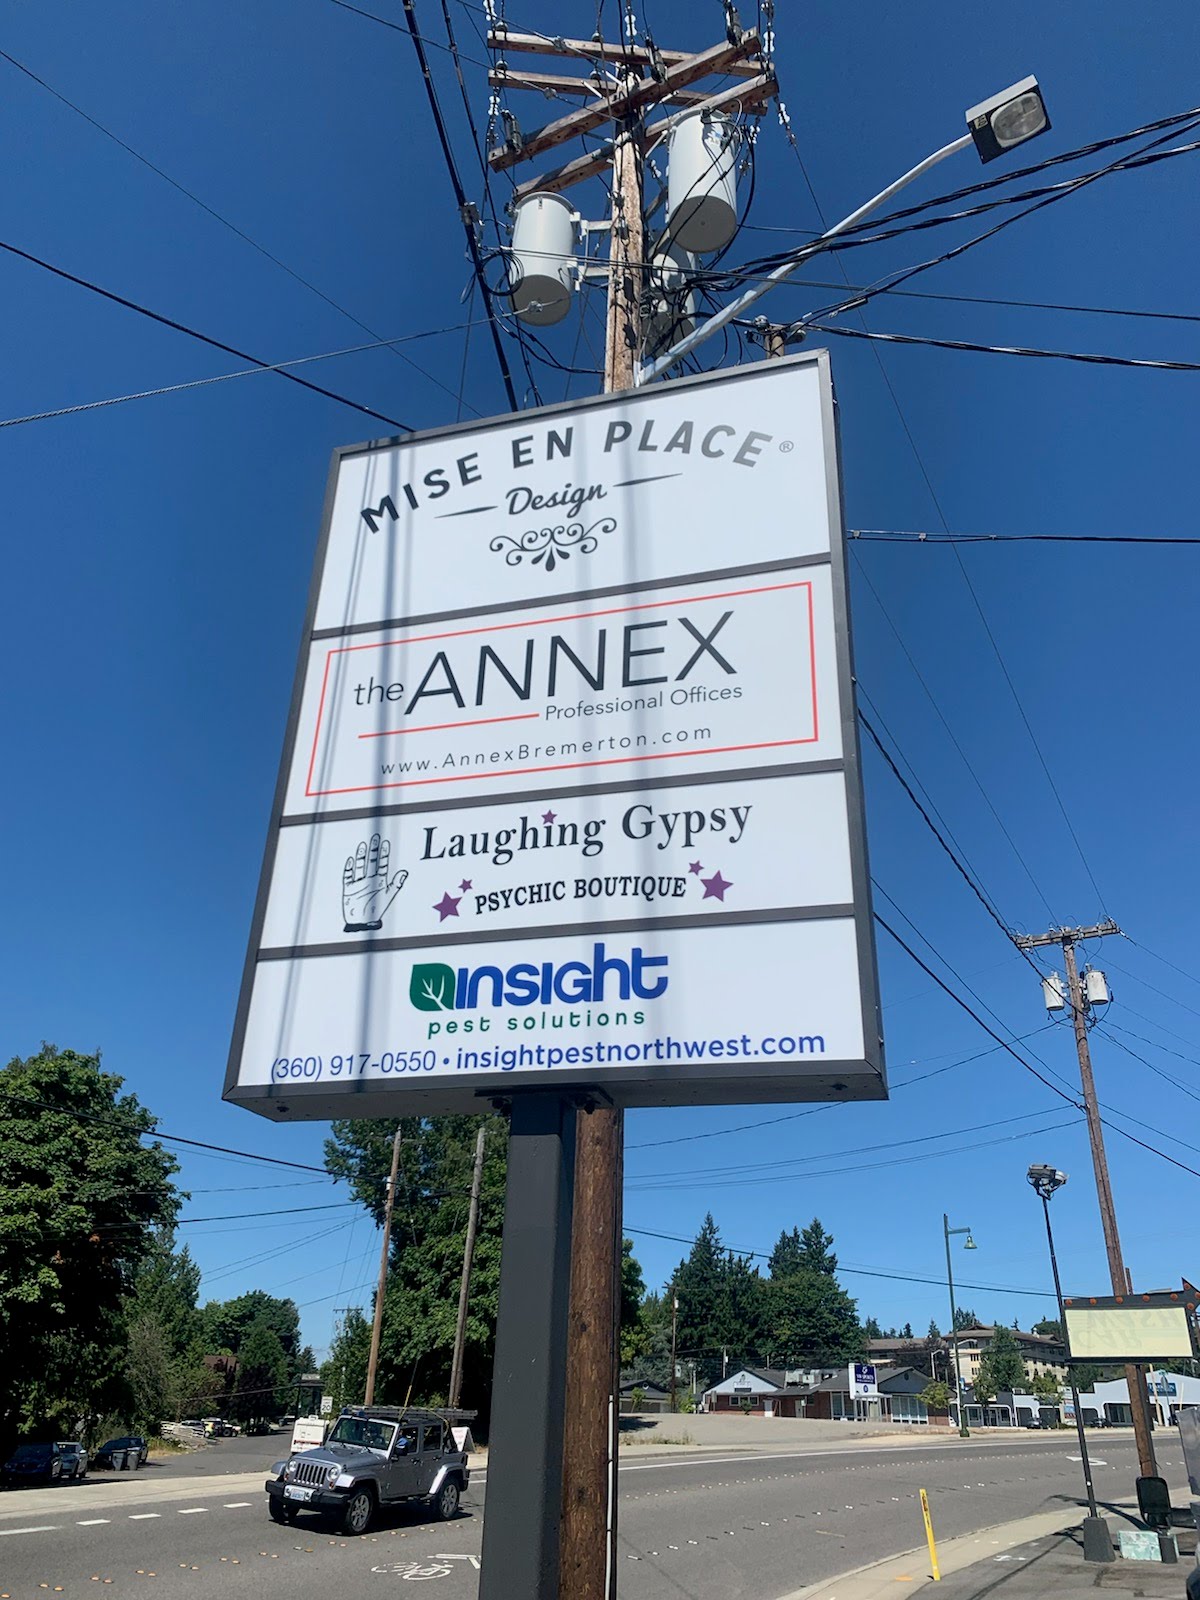 MISE EN PLACE®
Design
the ANNEX
Professional Offices
www.AnnexBremerton.com
Laughing Gypsy
PSYCHIC BOUTIQUE
insight
pest solutions
(360) 917-0550 • insightpestnorthwest.com